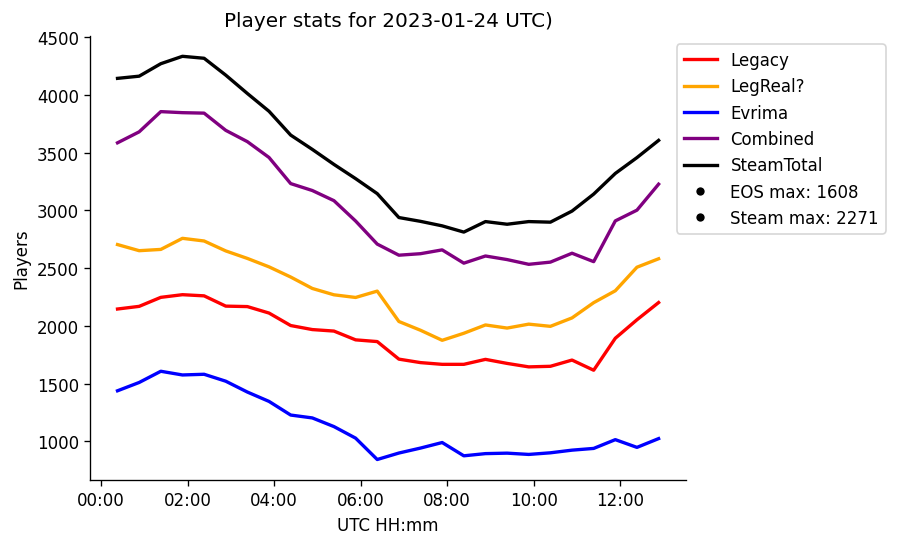 Player stats for 2023-01-24 UTC)
4500
4000
3500
3000
2500
2000
1500
1000
Players
00:00 02:00 04:00 06:00 08:00 10:00 12:00
UTC HH:mm
Legacy
LegReal?
Evrima
Combined
SteamTotal
EOS max: 1608
Steam max: 2271